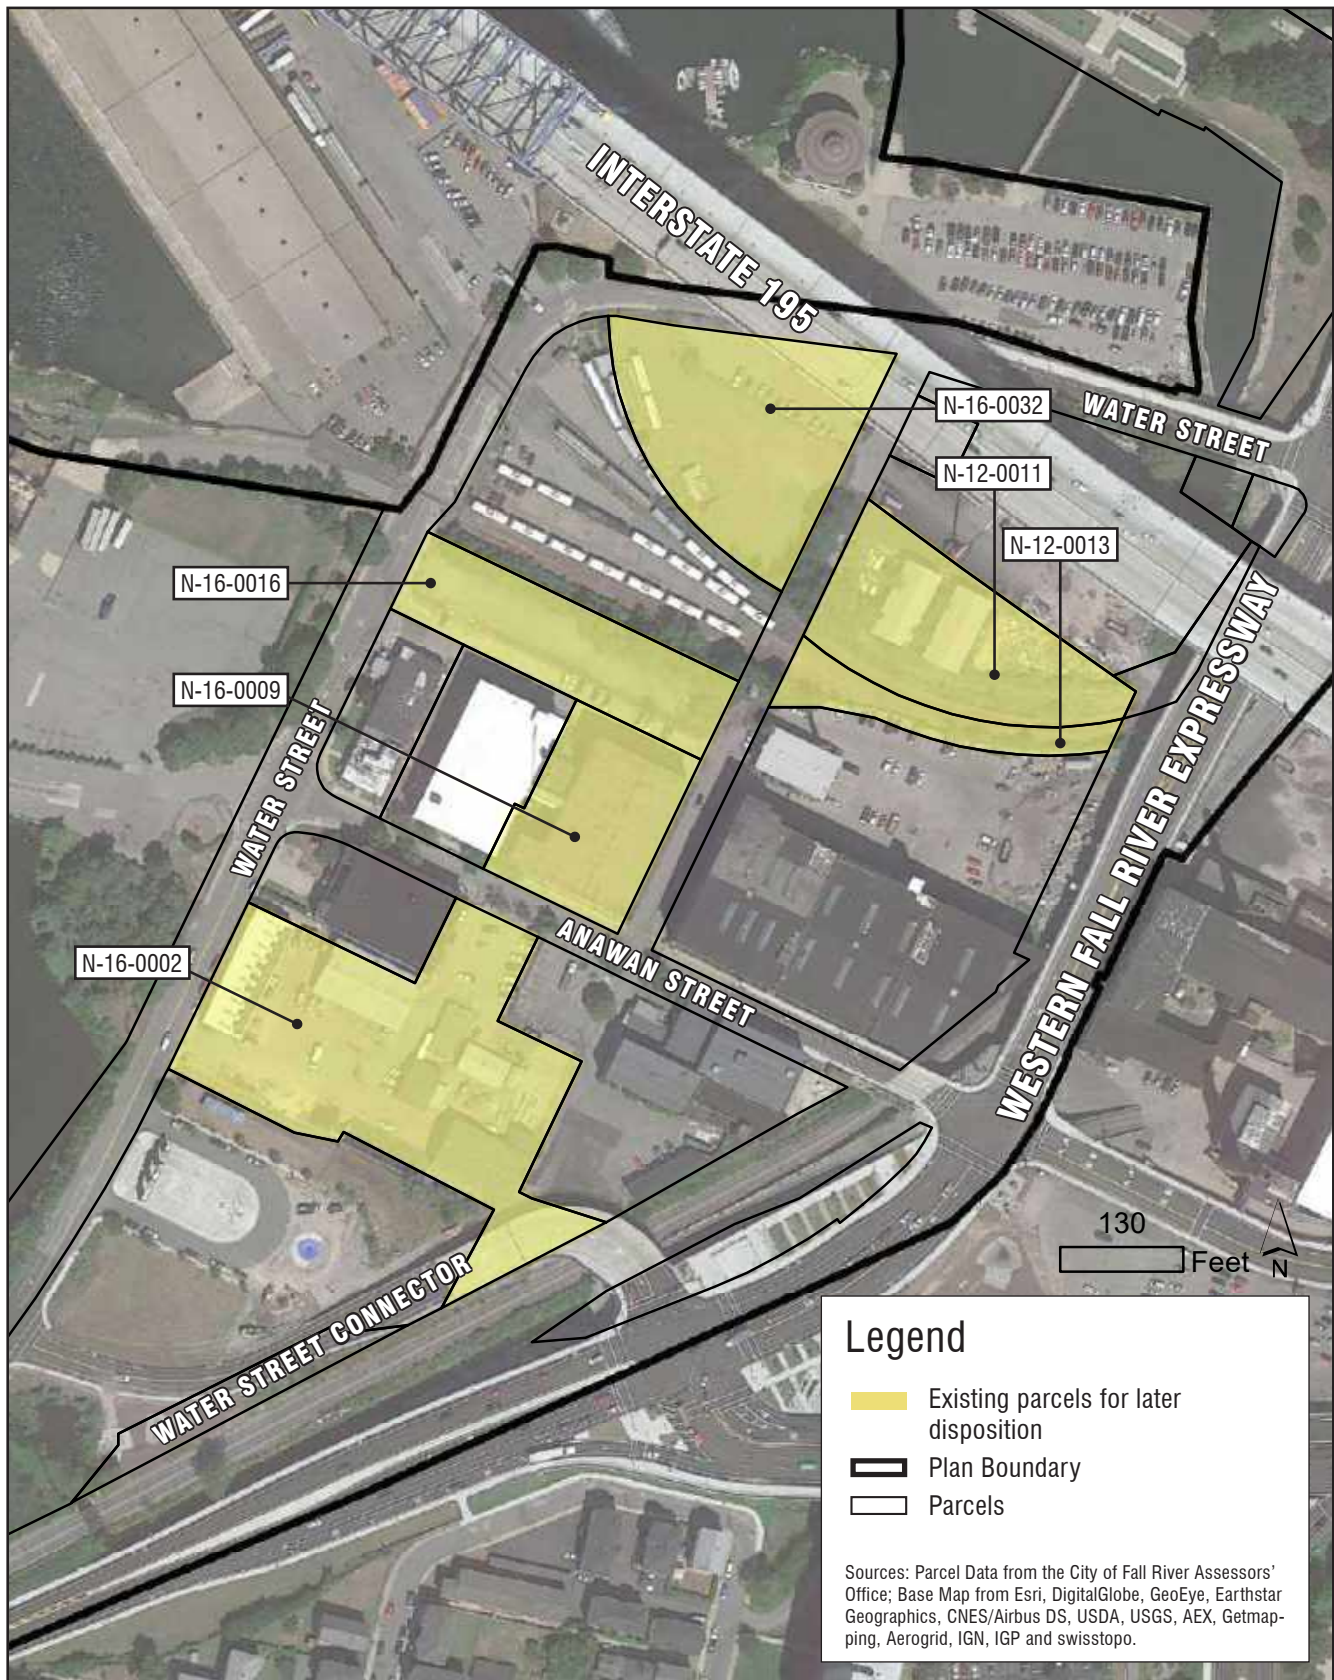 INTERSTATE 195
N-16-0032
WATER STREET
N-12-0011
N-12-0013
N-16-0016
N-16-0009
WATER STREET
WESTERN FALL RIVER EXPRESSWAY
ANAWAN STREET
N-16-0002
130
Feet
N
WATER STREET CONNECTOR
Legend
Existing parcels for later
disposition
Plan Boundary
Parcels
Sources: Parcel Data from the City of Fall River Assessors'
Office; Base Map from Esri, DigitalGlobe, GeoEye, Earthstar
Geographics, CNES/Airbus DS, USDA, USGS, AEX, Getmap-
ping, Aerogrid, IGN, IGP and swisstopo.